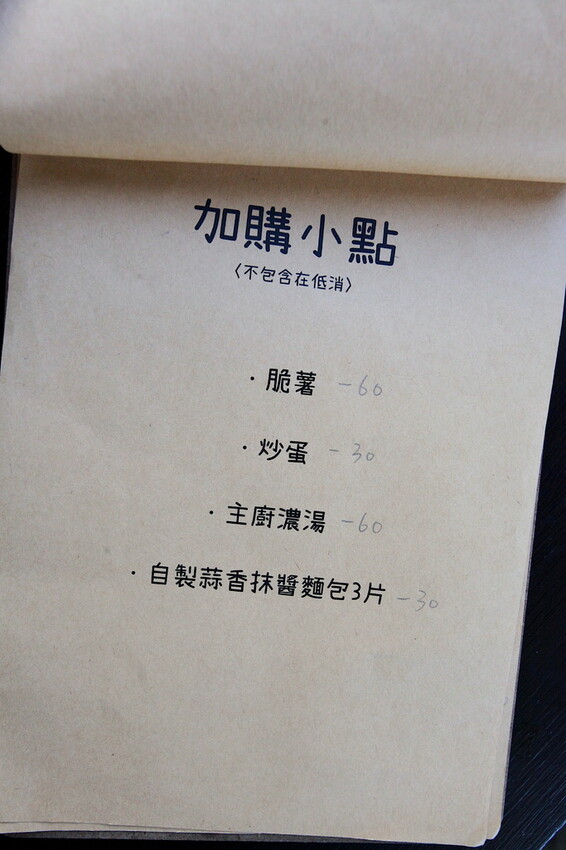 加購小點
〈不包含在低消〉
· 脆薯 -60
· 炒蛋 - 30
· 主廚濃湯 -60
· 自製蒜香抹醬麵包3片 - 30